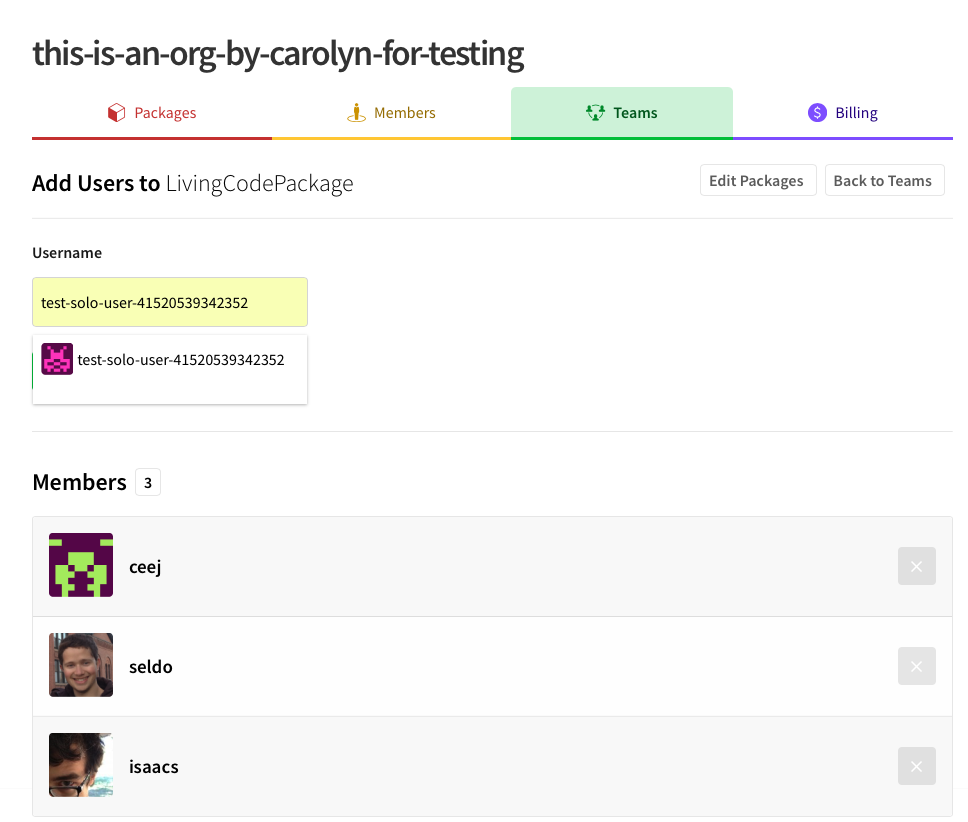 this-is-an-org-by-carolyn-for-testing
Packages Members Teams $ Billing
Add Users to LivingCodePackage Edit Packages Back to Teams
Username
test-solo-user-41520539342352
test-solo-user-41520539342352
Members 3
ceej
seldo
isaacs